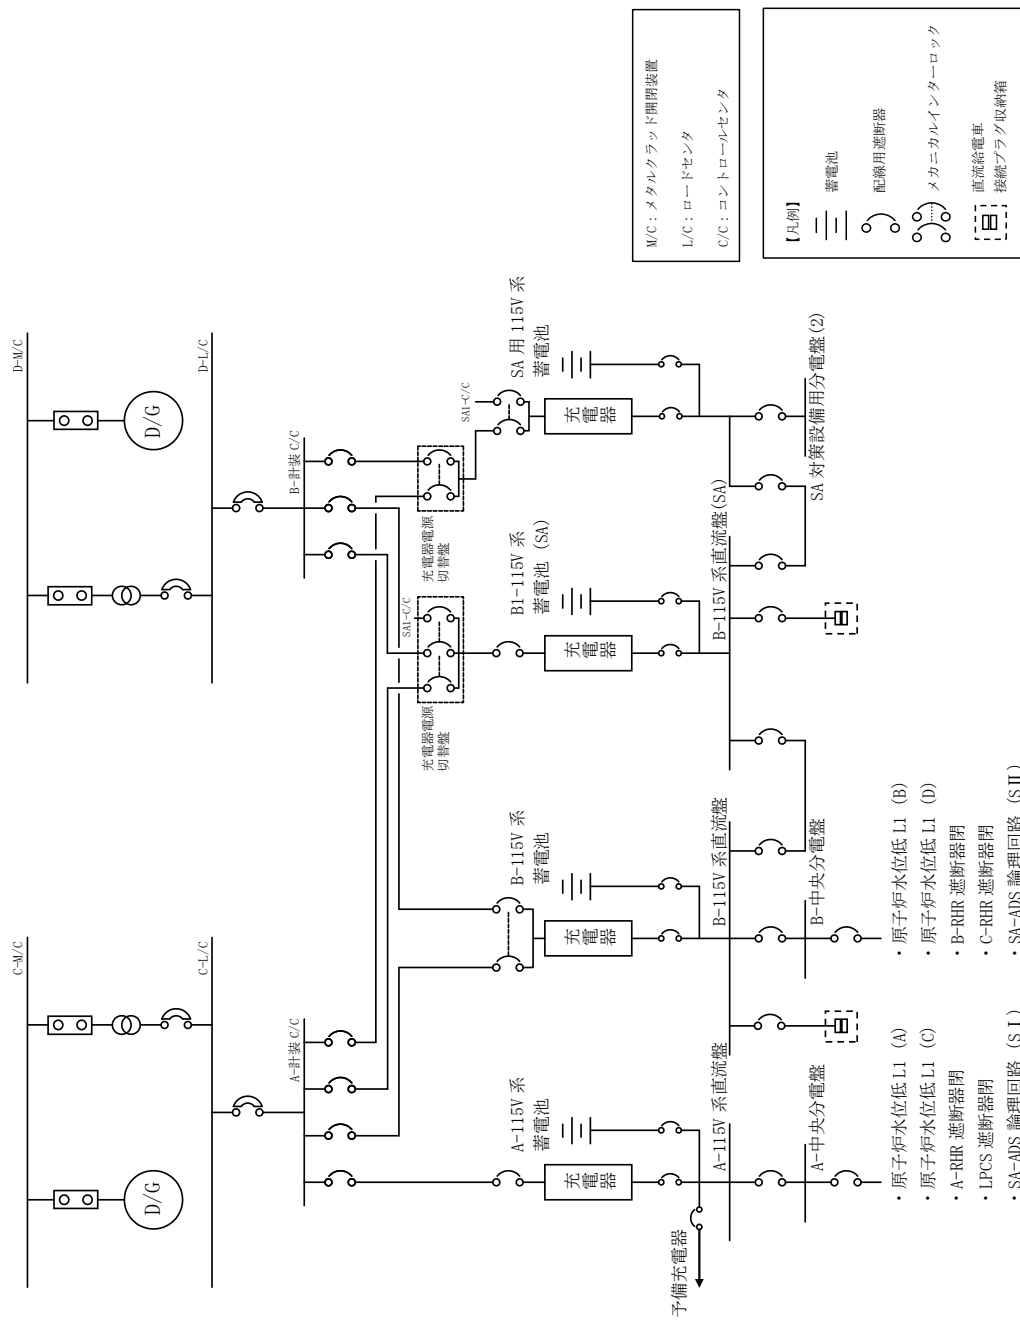 C-M/C
D-M/C
D/G
D/G
C-L/C
D-L/C
A-計装 C/C
B-計装 C/C
SA1-C/C
SA1-C/C
充電器電源
切替盤
充電器電源
切替盤
A-115V 系
蓄電池
B-115V 系
蓄電池
B1-115V 系
蓄電池 (SA)
SA 用 115V 系
蓄電池
充電器
充電器
充電器
充電器
予備充電器
A-115V 系直流盤
B-115V 系直流盤
B-115V 系直流盤(SA)
A-中央分電盤
B-中央分電盤
SA 対策設備用分電盤(2)
・原子炉水位低 L1 (A)
・原子炉水位低 L1 (C)
・A-RHR 遮断器閉
・LPCS 遮断器閉
・SA-ADS 論理回路 (SⅠ)
・原子炉水位低 L1 (B)
・原子炉水位低 L1 (D)
・B-RHR 遮断器閉
・C-RHR 遮断器閉
・SA-ADS 論理回路 (SⅡ)
M/C：メタルクラッド開閉装置
L/C：ロードセンタ
C/C：コントロールセンタ
【凡例】
蓄電池
配線用遮断器
メカニカルインターロック
直流給電車
接続プラグ収納箱